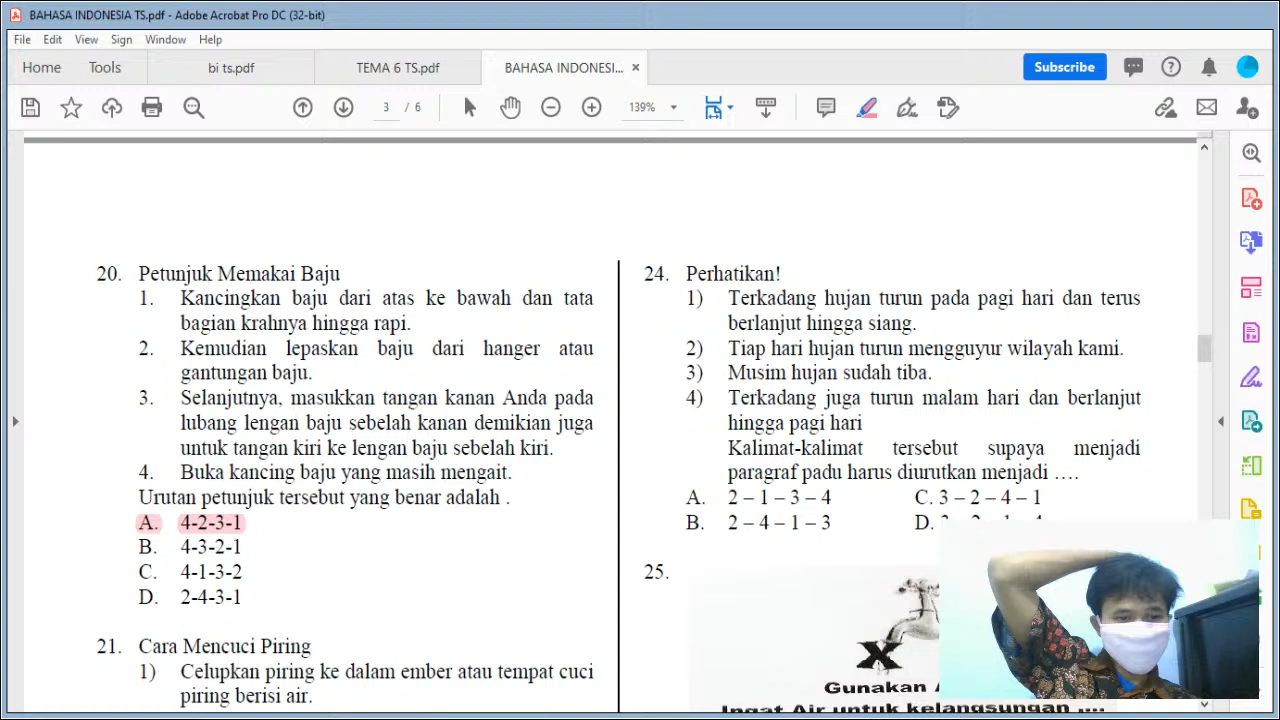 BAHASA INDONESIA TS.pdf - Adobe Acrobat Pro DC (32-bit)
File Edit View Sign Window Help
Home Tools bi ts.pdf TEMA 6 TS.pdf BAHASA INDONESI... × Subscribe
3 / 6 139%
20. Petunjuk Memakai Baju
1. Kancingkan baju dari atas ke bawah dan tata
bagian krahnya hingga rapi.
2. Kemudian lepaskan baju dari hanger atau
gantungan baju.
3. Selanjutnya, masukkan tangan kanan Anda pada
lubang lengan baju sebelah kanan demikian juga
untuk tangan kiri ke lengan baju sebelah kiri.
4. Buka kancing baju yang masih mengait.
Urutan petunjuk tersebut yang benar adalah .
A. 4-2-3-1
B. 4-3-2-1
C. 4-1-3-2
D. 2-4-3-1
21. Cara Mencuci Piring
1) Celupkan piring ke dalam ember atau tempat cuci
piring berisi air.
24. Perhatikan!
1) Terkadang hujan turun pada pagi hari dan terus
berlanjut hingga siang.
2) Tiap hari hujan turun mengguyur wilayah kami.
3) Musim hujan sudah tiba.
4) Terkadang juga turun malam hari dan berlanjut
hingga pagi hari
Kalimat-kalimat tersebut supaya menjadi
paragraf padu harus diurutkan menjadi ….
A. 2 – 1 – 3 – 4 C. 3 – 2 – 4 – 1
B. 2 – 4 – 1 – 3 D.
25.
Gunakan
Ingat Air untuk kelangsungan ....